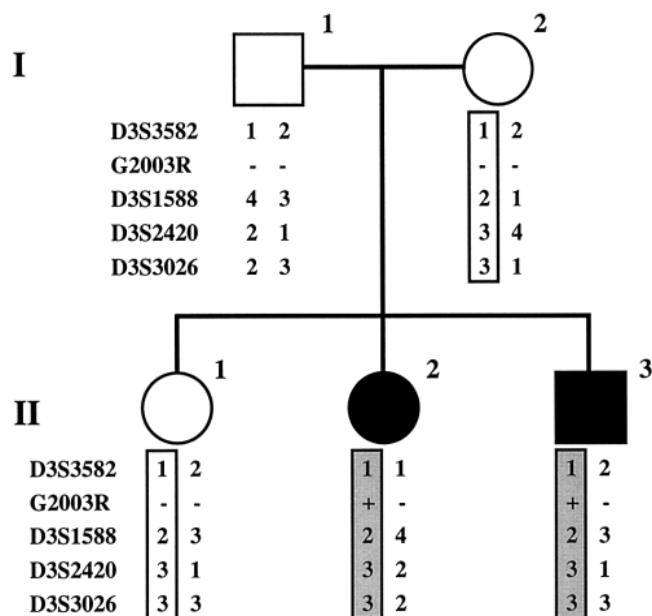 1 2
I
D3S3582 1 2 1 2
G2003R - - - -
D3S1588 4 3 2 1
D3S2420 2 1 3 4
D3S3026 2 3 3 1
1 2 3
II
D3S3582 1 2 1 1 1 2
G2003R - - + - + -
D3S1588 2 3 2 4 2 3
D3S2420 3 1 3 2 3 1
D3S3026 3 3 3 2 3 3